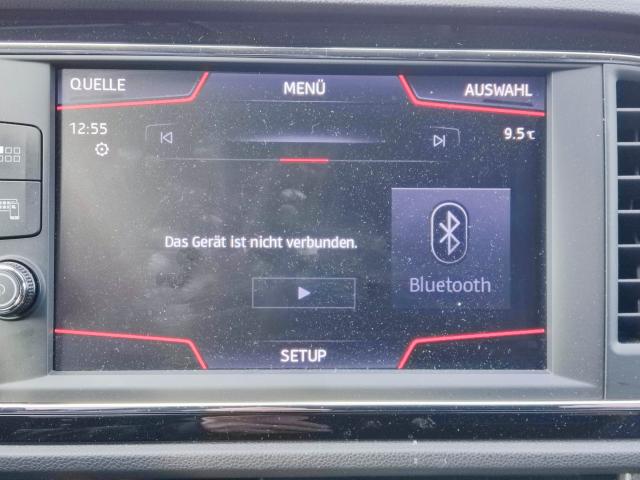 QUELLE
MENÜ
AUSWAHL
12:55
9.5°C
Das Gerät ist nicht verbunden.
Bluetooth
SETUP